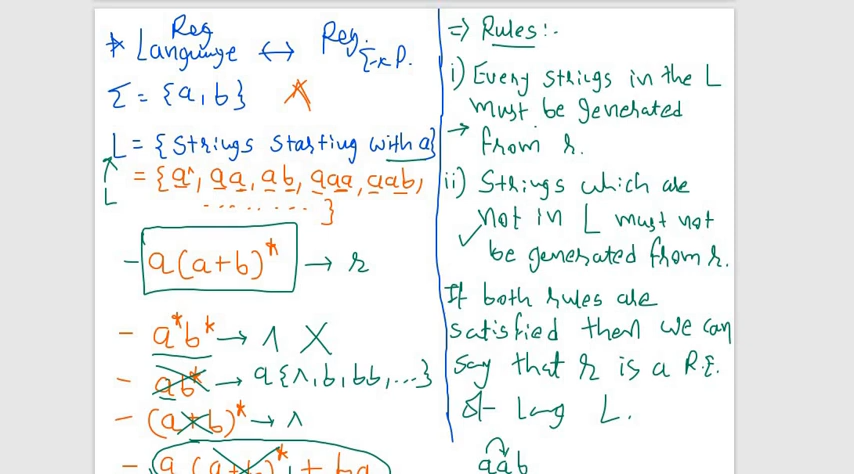 * Reg Language ↔ Reg. Exp.
Σ = {a, b} ʌ
L = {Strings starting with a}
= {a^, aa, ab, aaa, aab,
........}
L
- a(a+b)* → r
- a*b* → ʌ X
- ab* → a{ʌ, b, bb, ...}
- (a+b)* → ʌ
⇒ Rules:-
i) Every strings in the L
must be generated
→ from r.
ii) Strings which are
not in L must not
✓ be generated from r.
If both rules are
satisfied then we can
say that r is a R.E.
of lang L.
aab